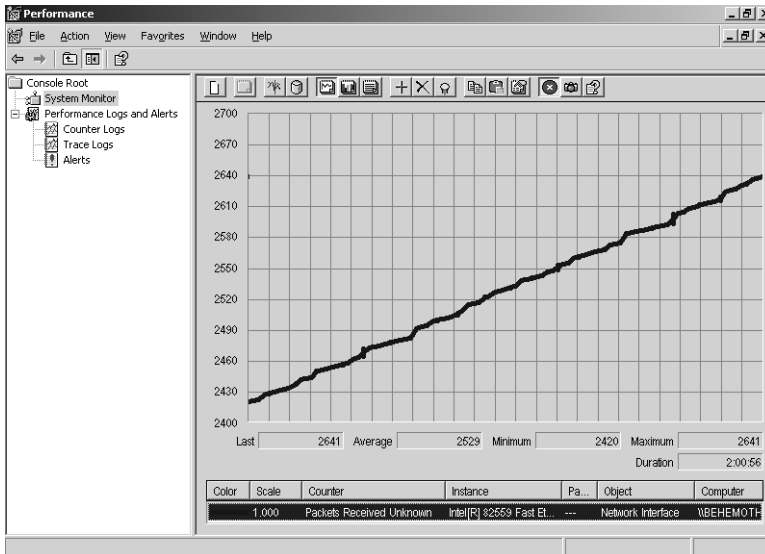 Performance
File Action View Favorites Window Help
Console Root
System Monitor
Performance Logs and Alerts
Counter Logs
Trace Logs
Alerts
2700
2670
2640
2610
2580
2550
2520
2490
2460
2430
2400
Last 2641 Average 2529 Minimum 2420 Maximum 2641
Duration 2:00:56
Color Scale Counter Instance Pa... Object Computer
1.000 Packets Received Unknown Intel[R] 82559 Fast Et... --- Network Interface \\BEHEMOTH